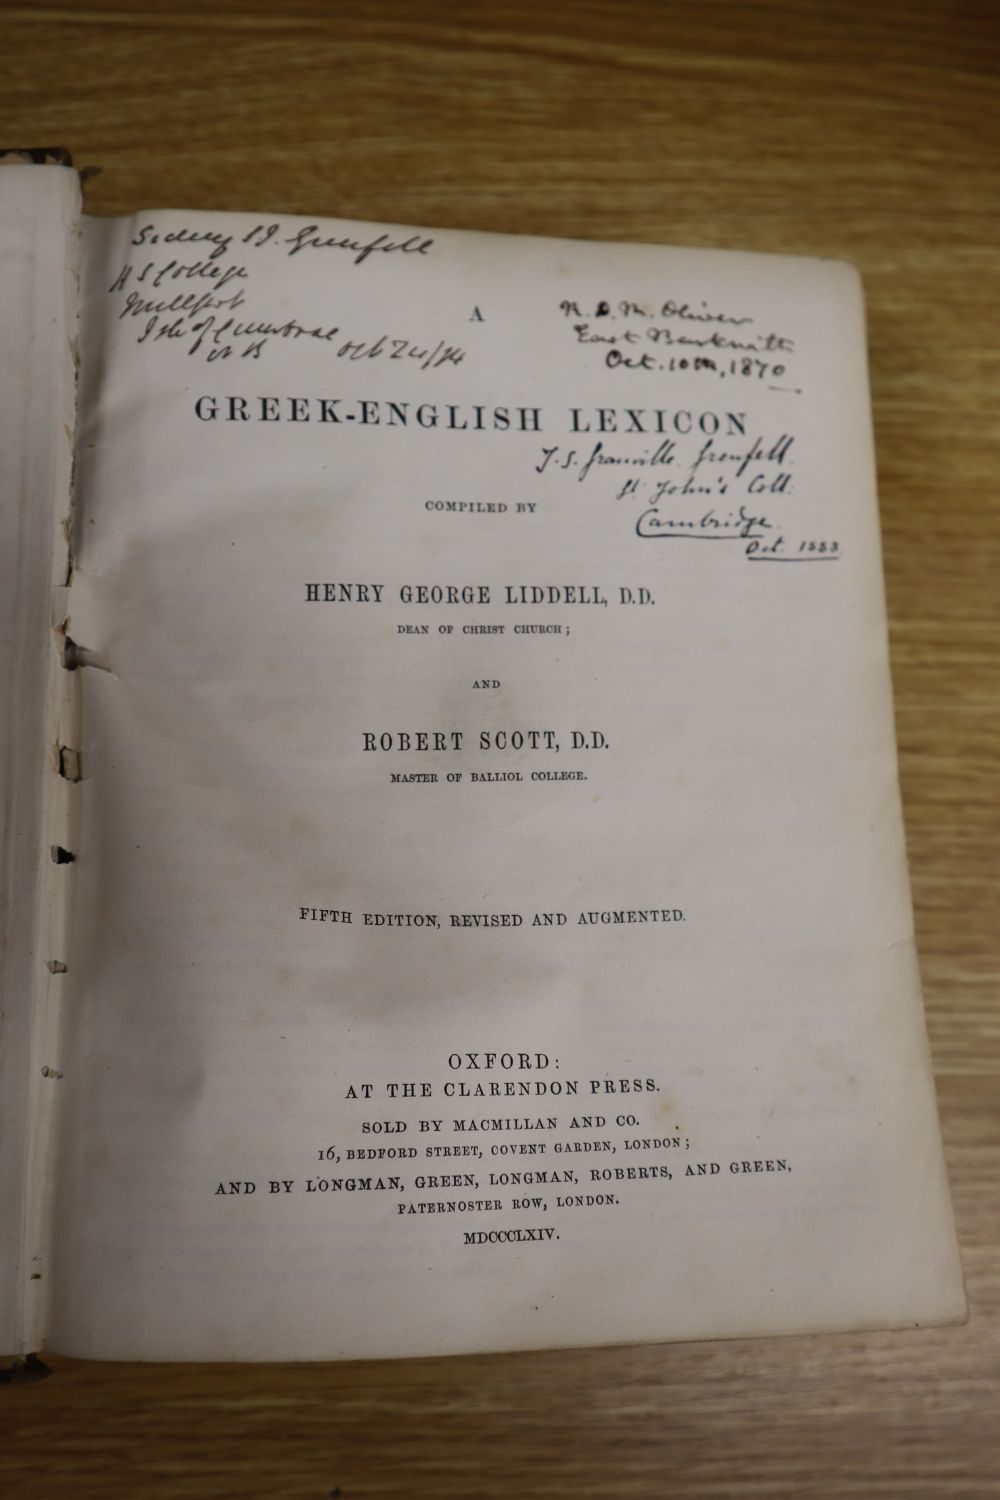 Sidney Grenfell
College
Millport
Isle of Cumbrae
N B Oct 24/74
A
N. D. M. Oliver
East
Oct. 10th, 1870
GREEK-ENGLISH LEXICON
J. S. Granville Grenfell.
St John's Coll:
Cambridge.
Oct. 1883
COMPILED BY
HENRY GEORGE LIDDELL, D.D.
DEAN OF CHRIST CHURCH;
AND
ROBERT SCOTT, D.D.
MASTER OF BALLIOL COLLEGE.
FIFTH EDITION, REVISED AND AUGMENTED.
OXFORD:
AT THE CLARENDON PRESS.
SOLD BY MACMILLAN AND CO.
16, BEDFORD STREET, COVENT GARDEN, LONDON;
AND BY LONGMAN, GREEN, LONGMAN, ROBERTS, AND GREEN,
PATERNOSTER ROW, LONDON.
MDCCCLXIV.